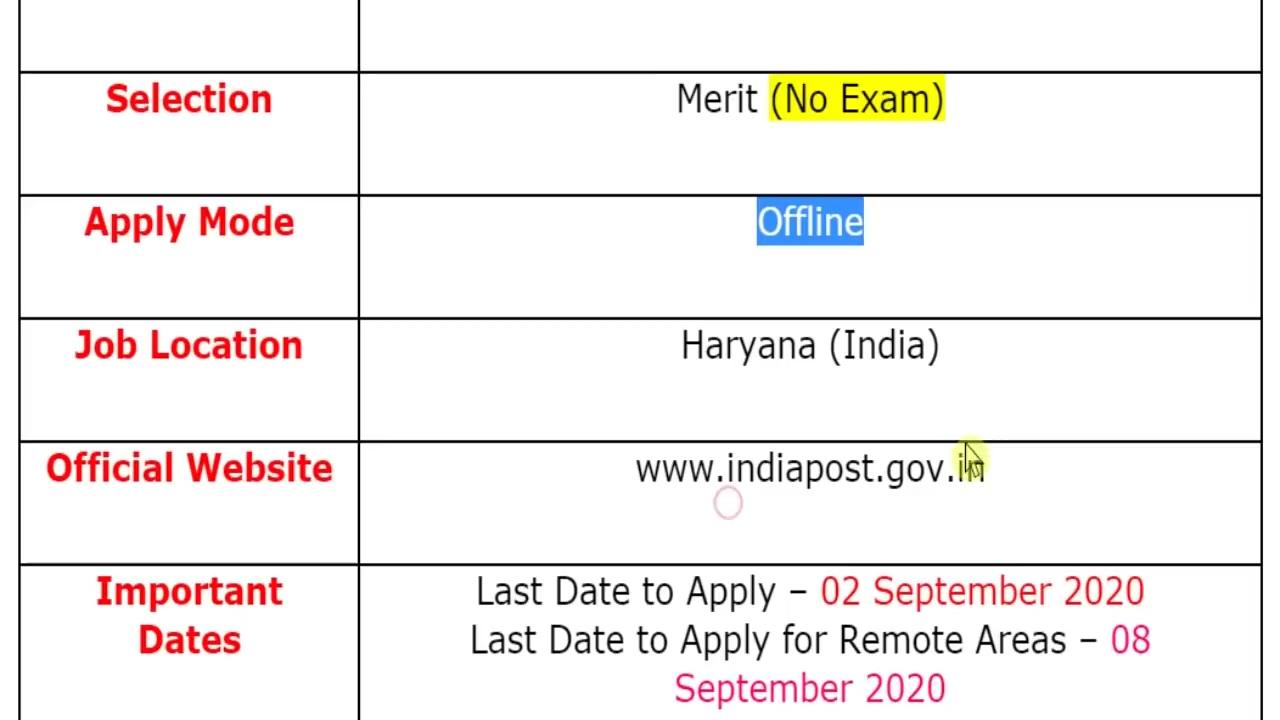 Selection Merit (No Exam)
Apply Mode Offline
Job Location Haryana (India)
Official Website www.indiapost.gov.in
Important Last Date to Apply – 02 September 2020
Dates Last Date to Apply for Remote Areas – 08
September 2020